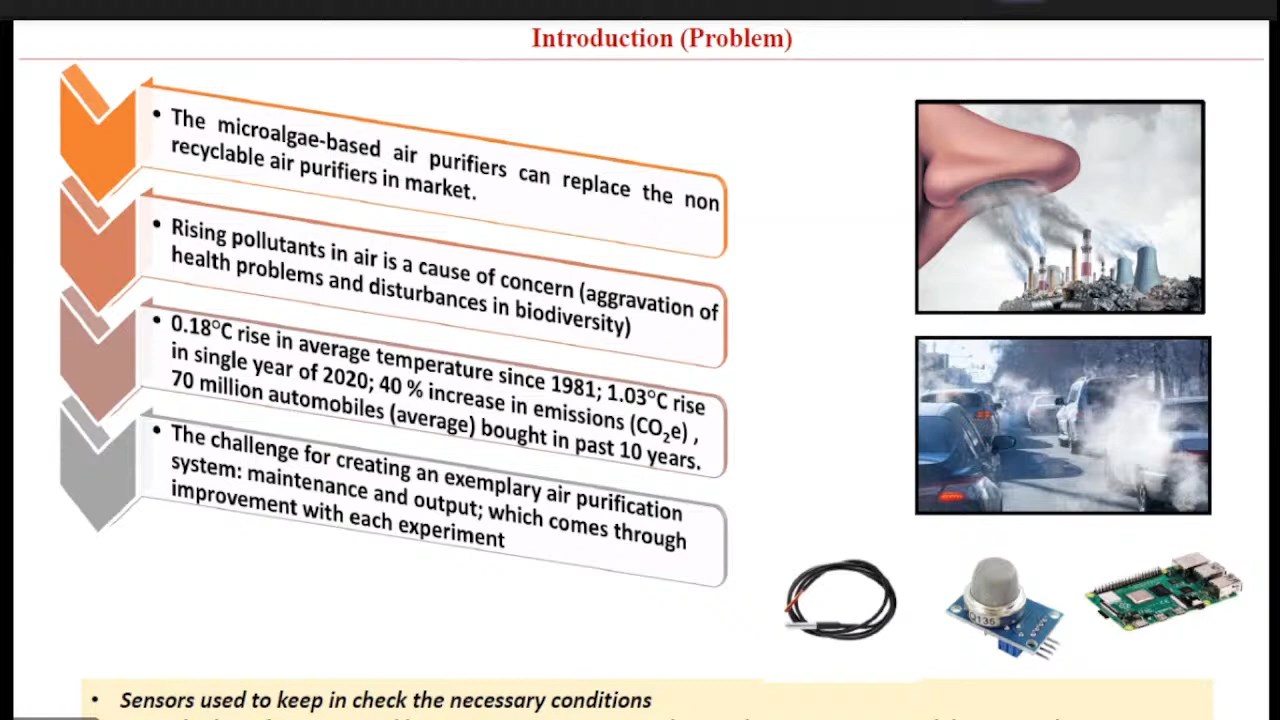 Introduction (Problem)
• The microalgae-based air purifiers can replace the non
recyclable air purifiers in market.
• Rising pollutants in air is a cause of concern (aggravation of
health problems and disturbances in biodiversity)
• 0.18°C rise in average temperature since 1981; 1.03°C rise
in single year of 2020; 40 % increase in emissions (CO₂e) ,
70 million automobiles (average) bought in past 10 years.
• The challenge for creating an exemplary air purification
system: maintenance and output; which comes through
improvement with each experiment
Q135
• Sensors used to keep in check the necessary conditions